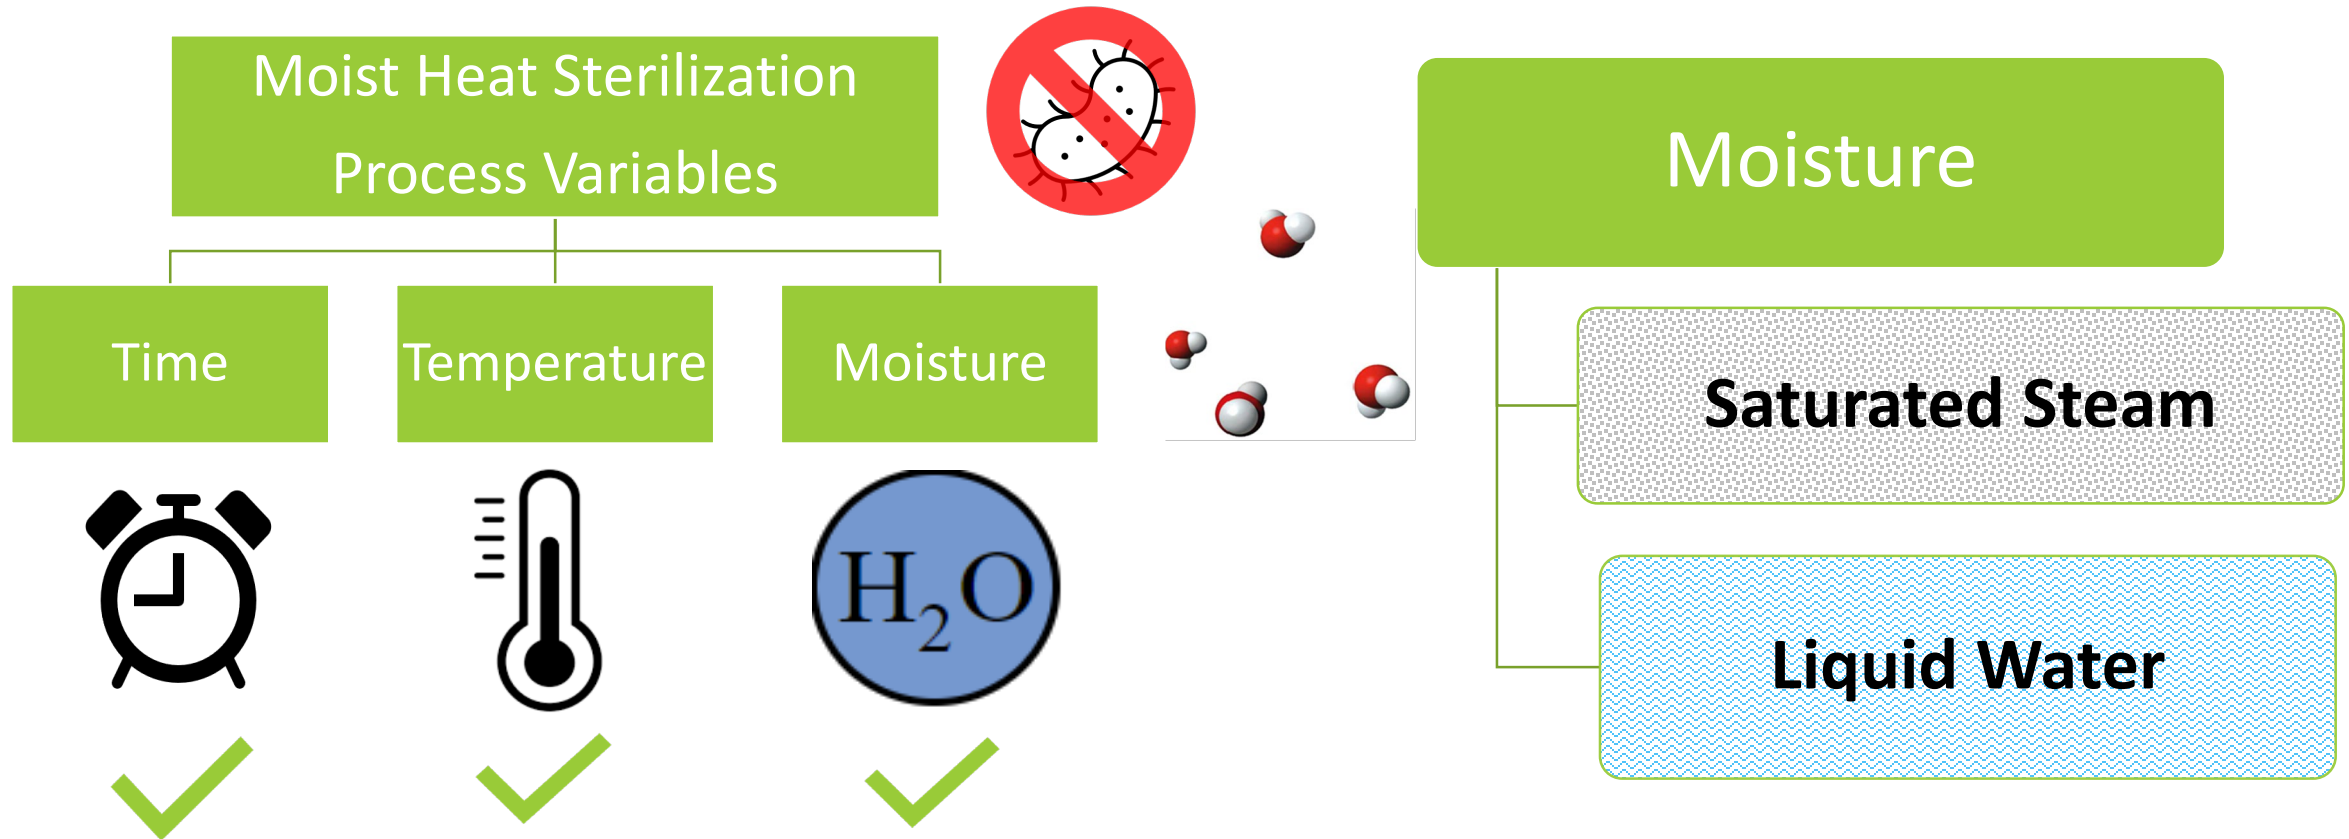 Moist Heat Sterilization
Process Variables
Time
Temperature
Moisture
H₂O
Moisture
Saturated Steam
Liquid Water